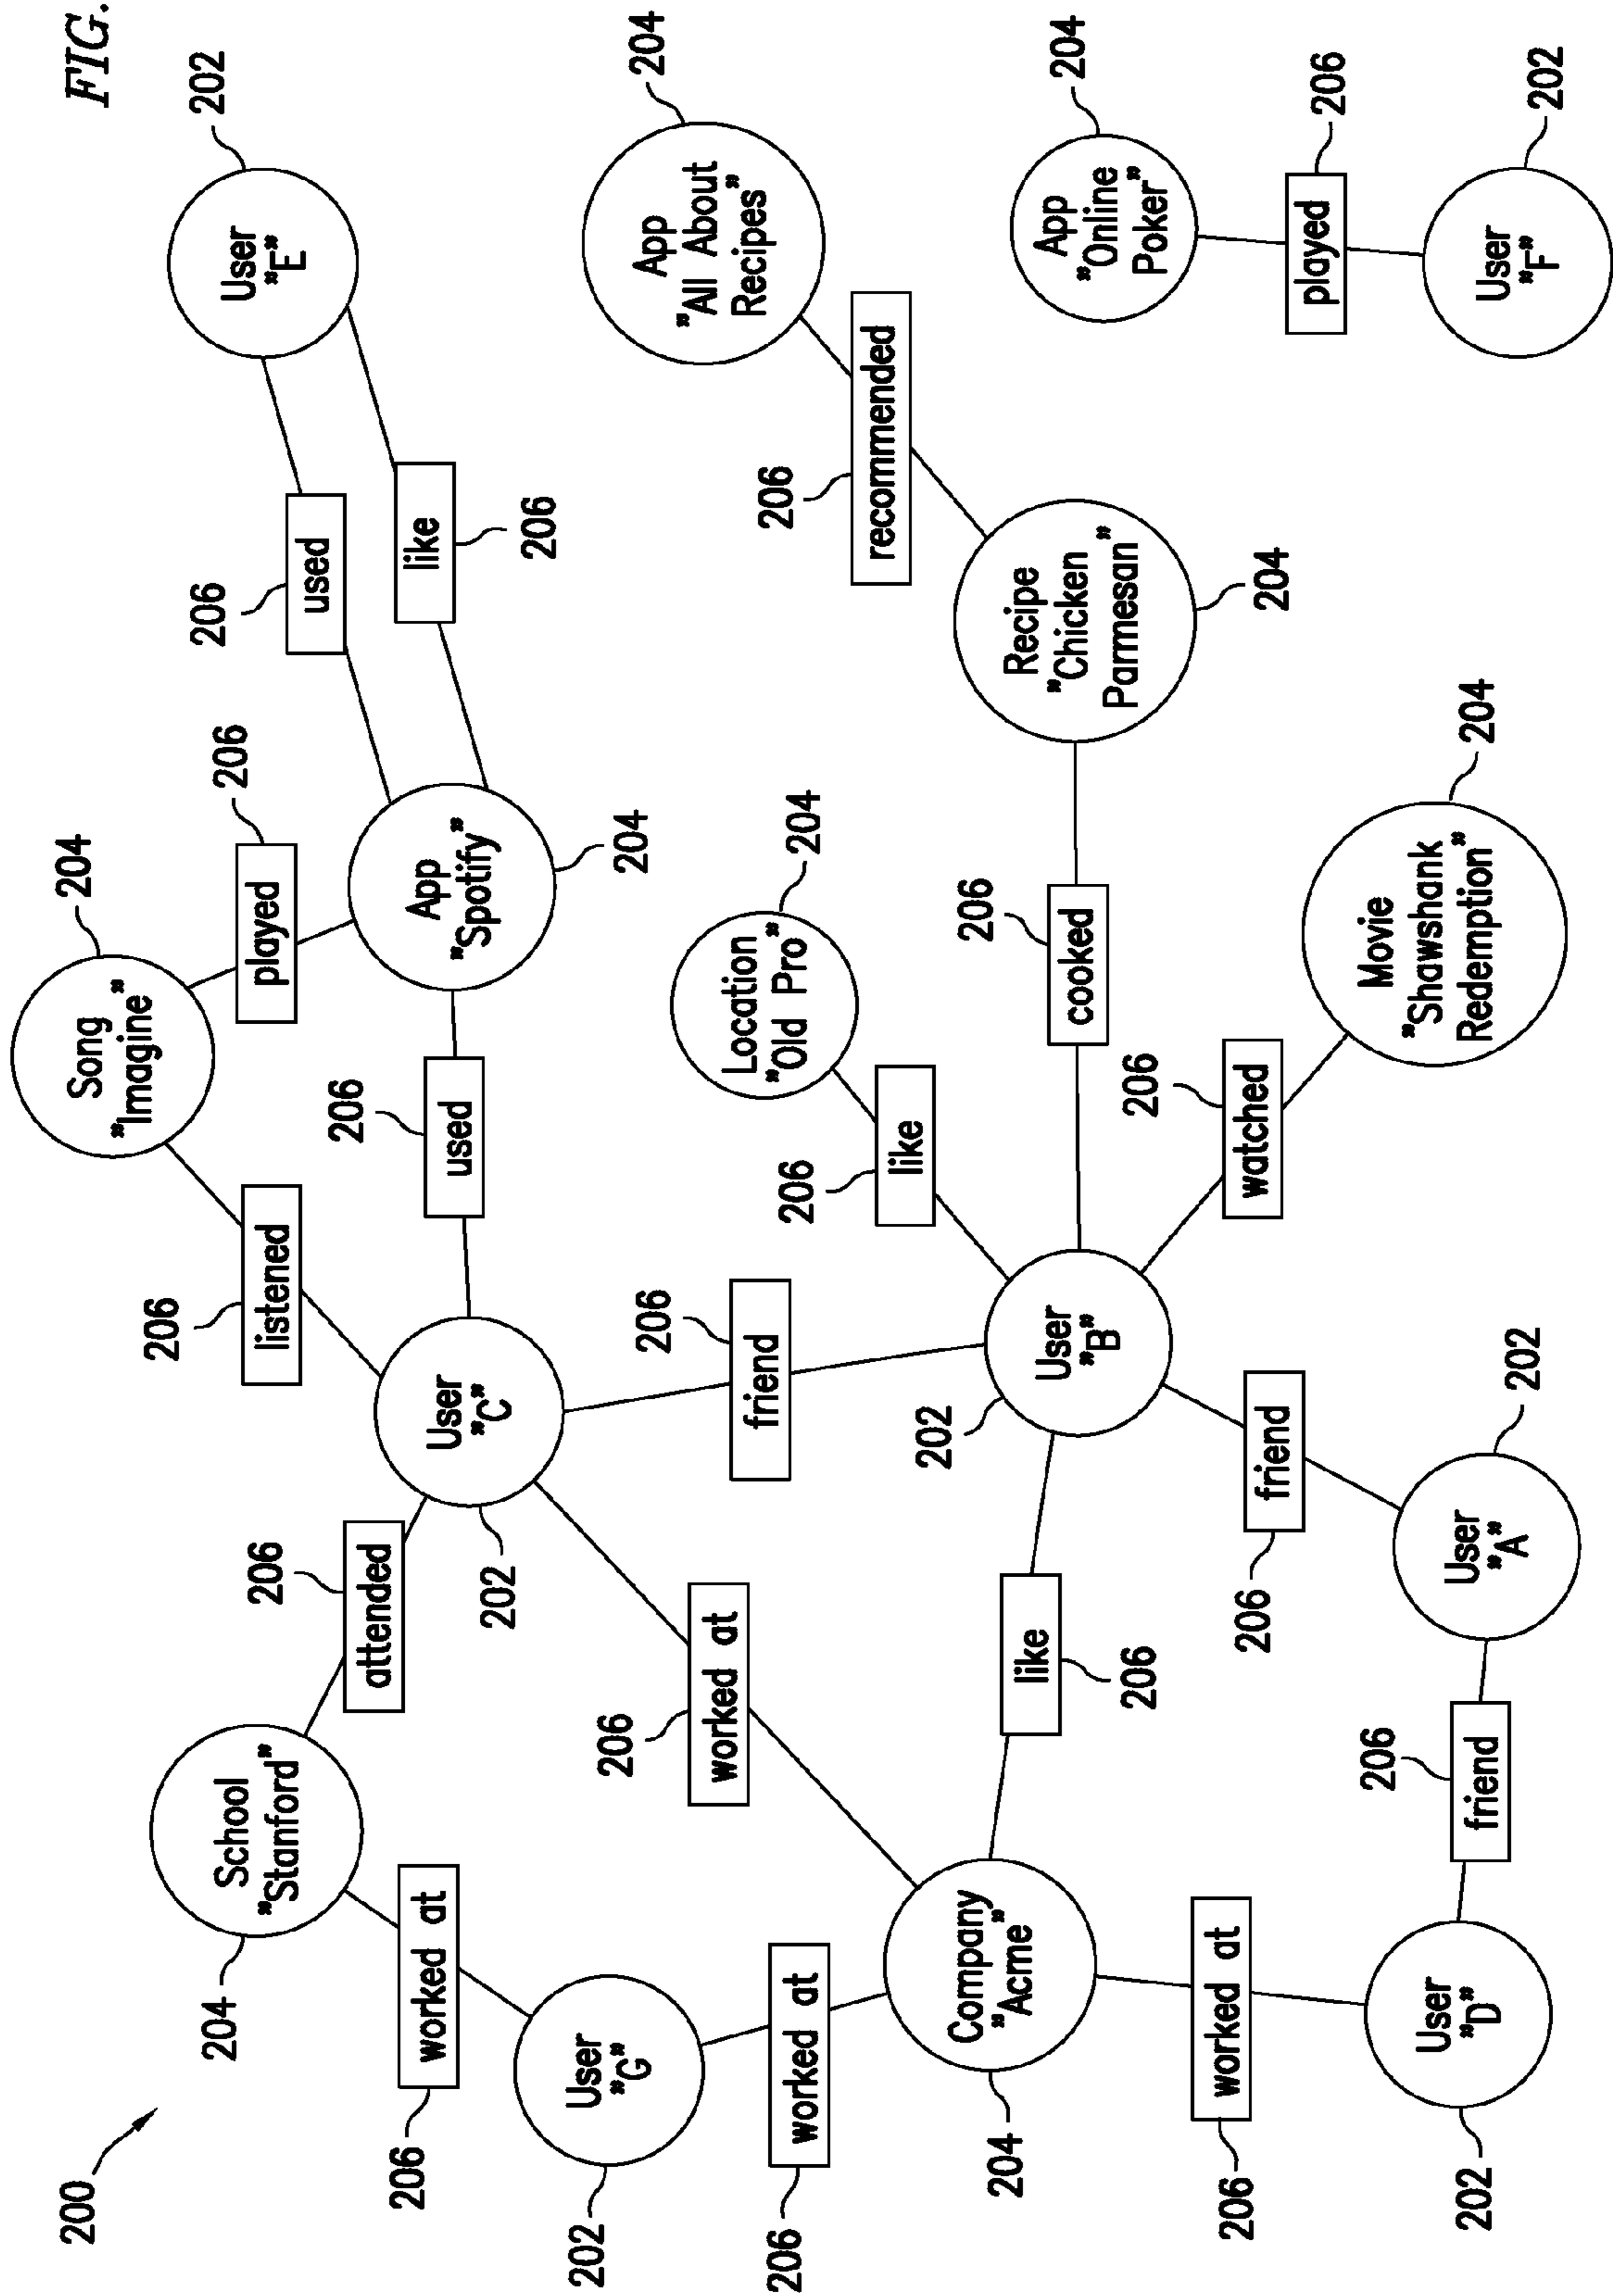 FIG.
200
204
Song
"Imagine"
206
listened
206
played
202
User
"E"
206
used
like
206
204
School
"Stanford"
206
attended
206
used
App
"Spotify"
204
User
"C"
202
206
worked at
User
"G"
202
206
worked at
206
friend
204
Location
"Old Pro"
206
like
204
App
"All About
Recipes"
206
recommended
206
worked at
Company
"Acme"
204
like
206
202
User
"B"
206
cooked
Recipe
"Chicken
Parmesan"
204
204
App
"Online
Poker"
206
played
User
"F"
202
206
watched
Movie
"Shawshank
Redemption"
204
worked at
206
friend
206
User
"D"
202
206
friend
User
"A"
202